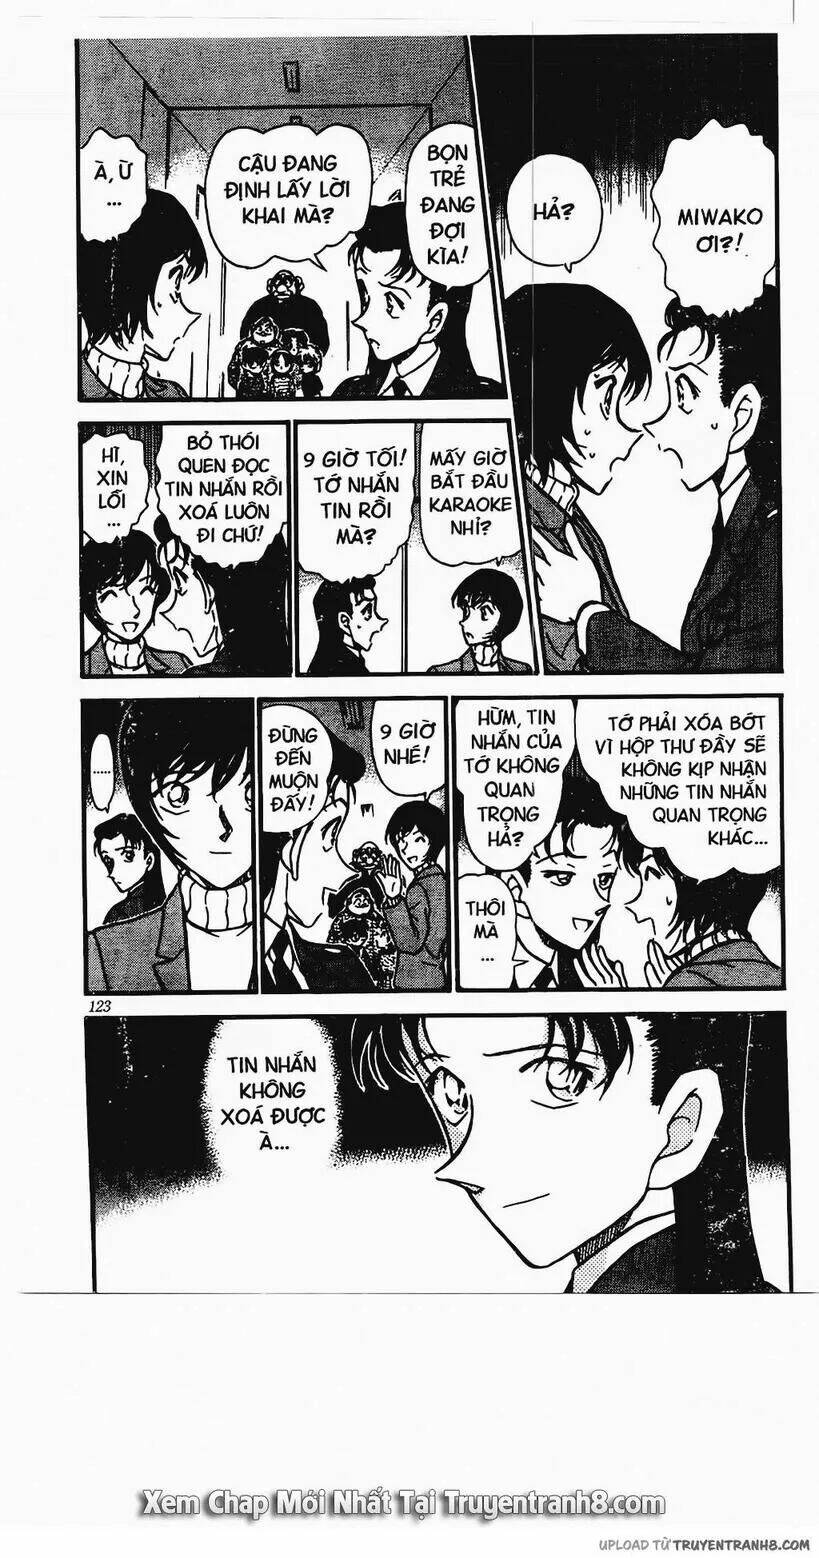 MIWAKO
ƠI?!
HẢ?
BỌN
TRẺ
ĐANG
ĐỢI
KÌA!
CẬU ĐANG
ĐỊNH LẤY LỜI
KHAI MÀ?
À, Ừ
...
MẤY GIỜ
BẮT ĐẦU
KARAOKE
NHỈ?
9 GIỜ TỐI!
TỚ NHẮN
TIN RỒI
MÀ?
BỎ THÓI
QUEN ĐỌC
TIN NHẮN RỒI
XOÁ LUÔN
ĐI CHỨ!
HÌ,
XIN
LỖI
...
TỚ PHẢI XÓA BỚT
VÌ HỘP THƯ ĐẦY SẼ
KHÔNG KỊP NHẬN
NHỮNG TIN NHẮN
QUAN TRỌNG
KHÁC...
HỪM, TIN
NHẮN CỦA
TỚ KHÔNG
QUAN
TRỌNG
HẢ?
THÔI
MÀ
...
9 GIỜ
NHÉ!
ĐỪNG
ĐẾN
MUỘN
ĐẤY!
......
123
TIN NHẮN
KHÔNG
XOÁ ĐƯỢC
À...
Xem Chap Mới Nhất Tại Truyentranh8.com
UPLOAD TỪ TRUYENTRANH8.COM